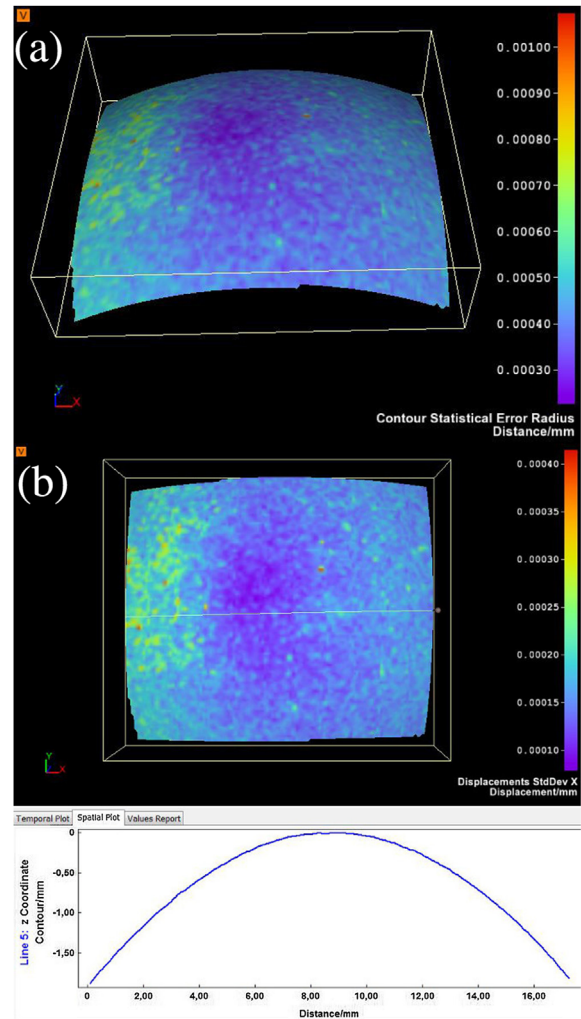 V
(a)
0.00100
0.00090
0.00080
0.00070
0.00060
0.00050
0.00040
0.00030
Y
X
Contour Statistical Error Radius
Distance/mm
V
(b)
0.00040
0.00035
0.00030
0.00025
0.00020
0.00015
0.00010
Y
X
Displacements StdDev X
Displacement/mm
Temporal Plot Spatial Plot Values Report
Line 5: z Coordinate
Contour/mm
0
-0,50
-1,00
-1,50
0 2,00 4,00 6,00 8,00 10,00 12,00 14,00 16,00
Distance/mm